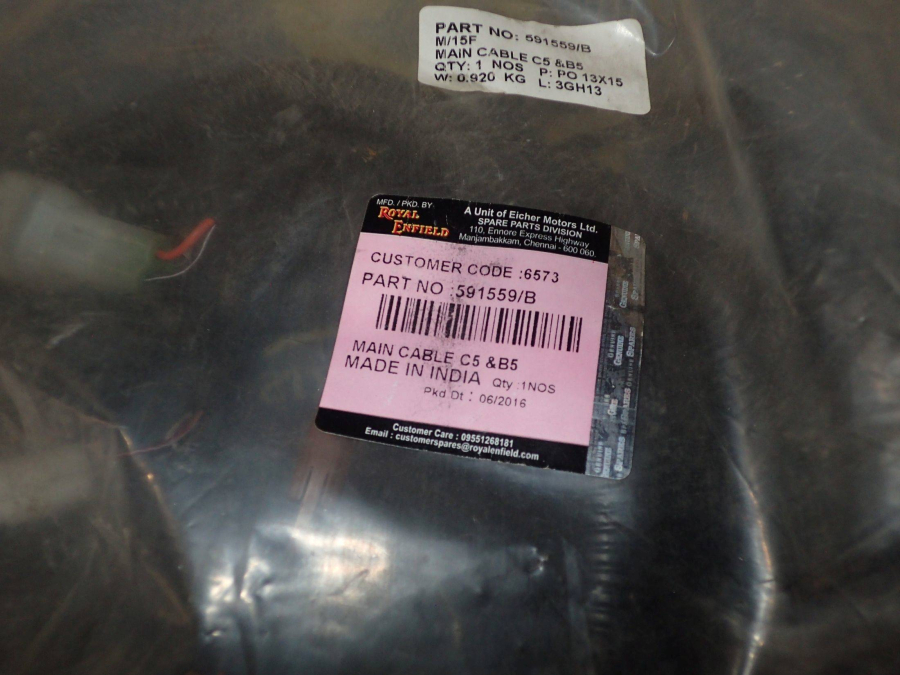 PART NO: 591559/B
M/15F
MAIN CABLE C5 &B5
QTY: 1 NOS P: PO 13X15
W: 0.920 KG L: 3GH13
MFD. / PKD. BY
ROYAL ENFIELD
A Unit of Eicher Motors Ltd.
SPARE PARTS DIVISION
110, Ennore Express Highway
Manjambakkam, Chennai - 600 060.
CUSTOMER CODE :6573
PART NO :591559/B
MAIN CABLE C5 &B5
MADE IN INDIA Qty :1NOS
Pkd Dt : 06/2016
Customer Care : 09551268181
Email : customerspares@royalenfield.com
GENUINE SPARES